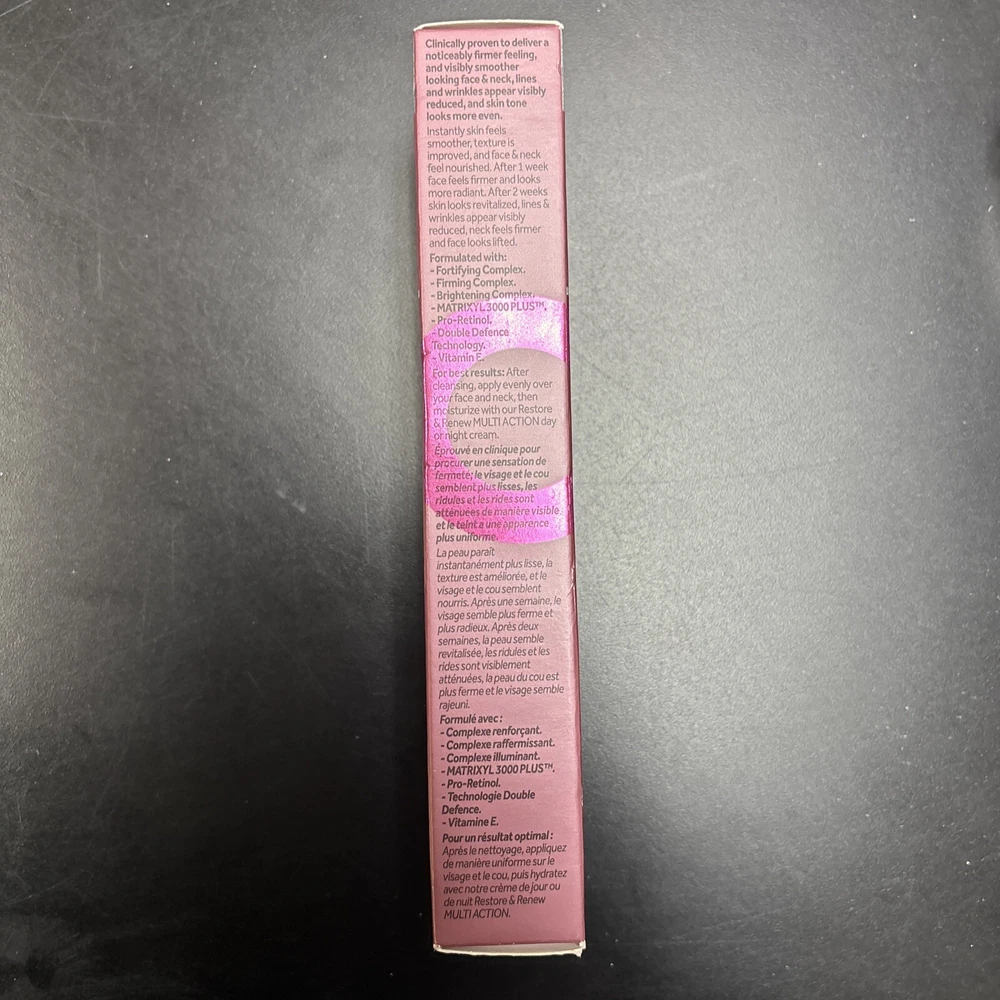 Clinically proven to deliver a
noticeably firmer feeling,
and visibly smoother
looking face & neck, lines
and wrinkles appear visibly
reduced, and skin tone
looks more even.
Instantly skin feels
smoother, texture is
improved, and face & neck
feel nourished. After 1 week
face feels firmer and looks
more radiant. After 2 weeks
skin looks revitalized, lines &
wrinkles appear visibly
reduced, neck feels firmer
and face looks lifted.
Formulated with:
- Fortifying Complex.
- Firming Complex.
- Brightening Complex.
- MATRIXYL 3000 PLUS™.
- Pro-Retinol.
- Double Defence
Technology.
- Vitamin E.
For best results: After
cleansing, apply evenly over
your face and neck, then
moisturize with our Restore
& Renew MULTI ACTION day
or night cream.
Éprouvé en clinique pour
procurer une sensation de
fermeté; le visage et le cou
semblent plus lisses, les
ridules et les rides sont
atténuées de manière visible
et le teint a une apparence
plus uniforme.
La peau paraît
instantanément plus lisse, la
texture est améliorée, et le
visage et le cou semblent
nourris. Après une semaine, le
visage semble plus ferme et
plus radieux. Après deux
semaines, la peau semble
revitalisée, les ridules et les
rides sont visiblement
atténuées, la peau du cou est
plus ferme et le visage semble
rajeuni.
Formulé avec :
- Complexe renforçant.
- Complexe raffermissant.
- Complexe illuminant.
- MATRIXYL 3000 PLUS™.
- Pro-Retinol.
- Technologie Double
Defence.
- Vitamine E.
Pour un résultat optimal :
Après le nettoyage, appliquez
de manière uniforme sur le
visage et le cou, puis hydratez
avec notre crème de jour ou
de nuit Restore & Renew
MULTI ACTION.